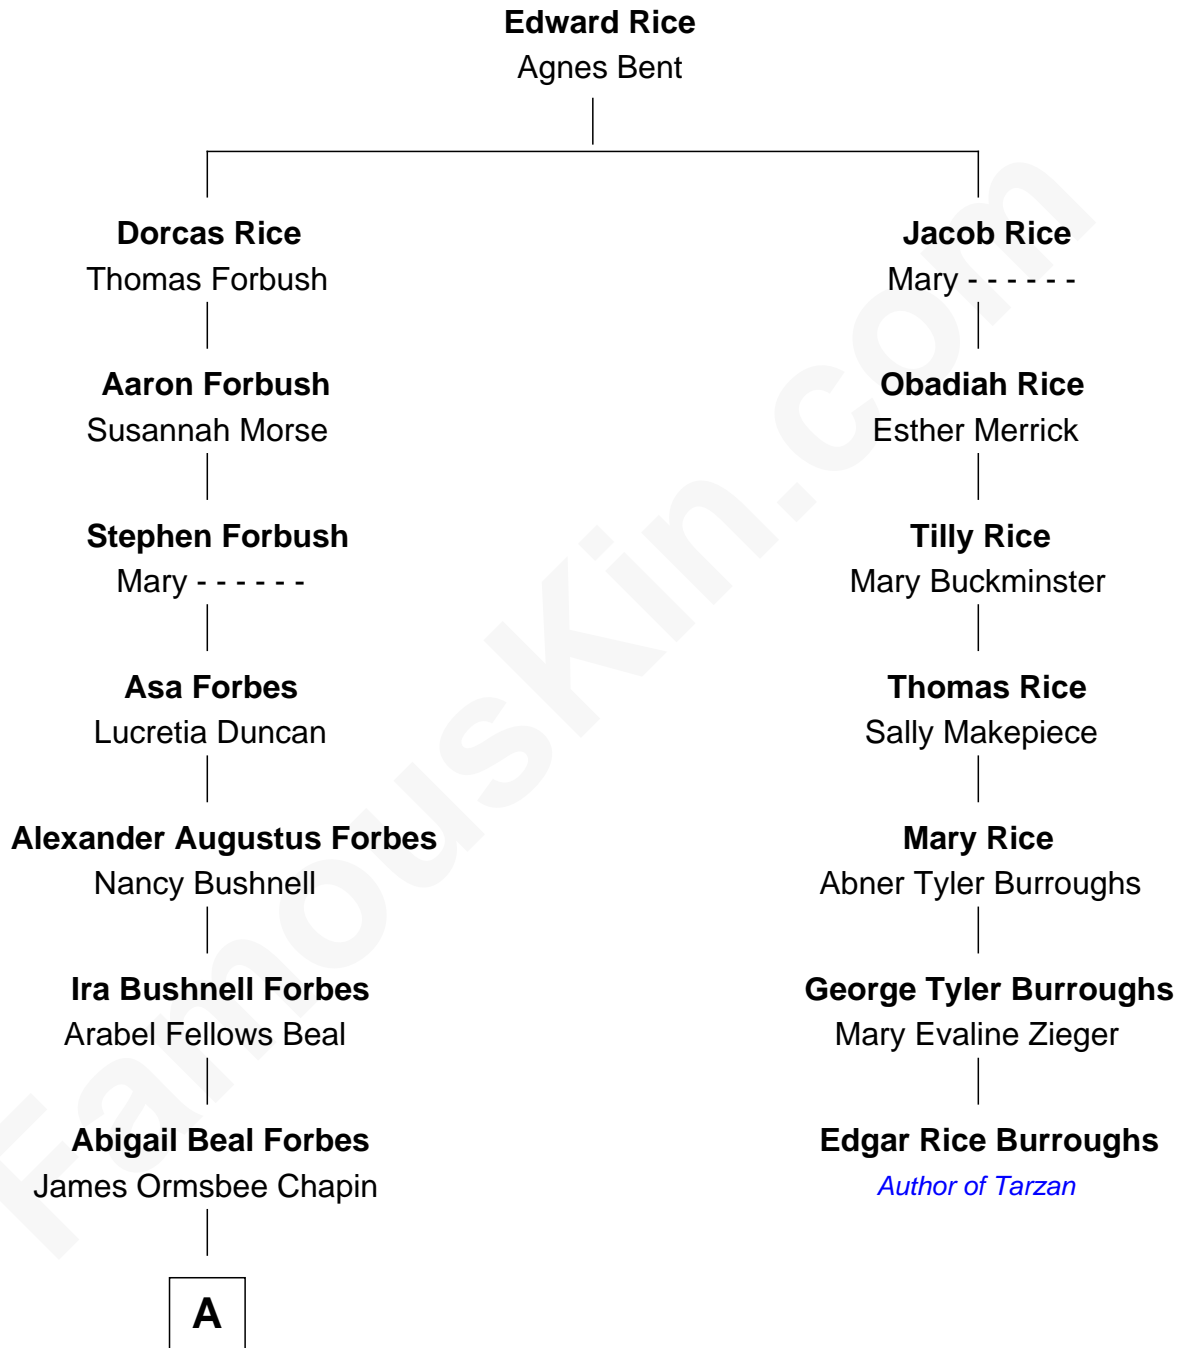 Edward Rice
Agnes Bent
Dorcas Rice
Thomas Forbush
Jacob Rice
Mary - - - - - -
Aaron Forbush
Susannah Morse
Obadiah Rice
Esther Merrick
Stephen Forbush
Mary - - - - - -
Tilly Rice
Mary Buckminster
Asa Forbes
Lucretia Duncan
Thomas Rice
Sally Makepiece
Alexander Augustus Forbes
Nancy Bushnell
Mary Rice
Abner Tyler Burroughs
Ira Bushnell Forbes
Arabel Fellows Beal
George Tyler Burroughs
Mary Evaline Zieger
Abigail Beal Forbes
James Ormsbee Chapin
Edgar Rice Burroughs
Author of Tarzan
A
FamousKin.com